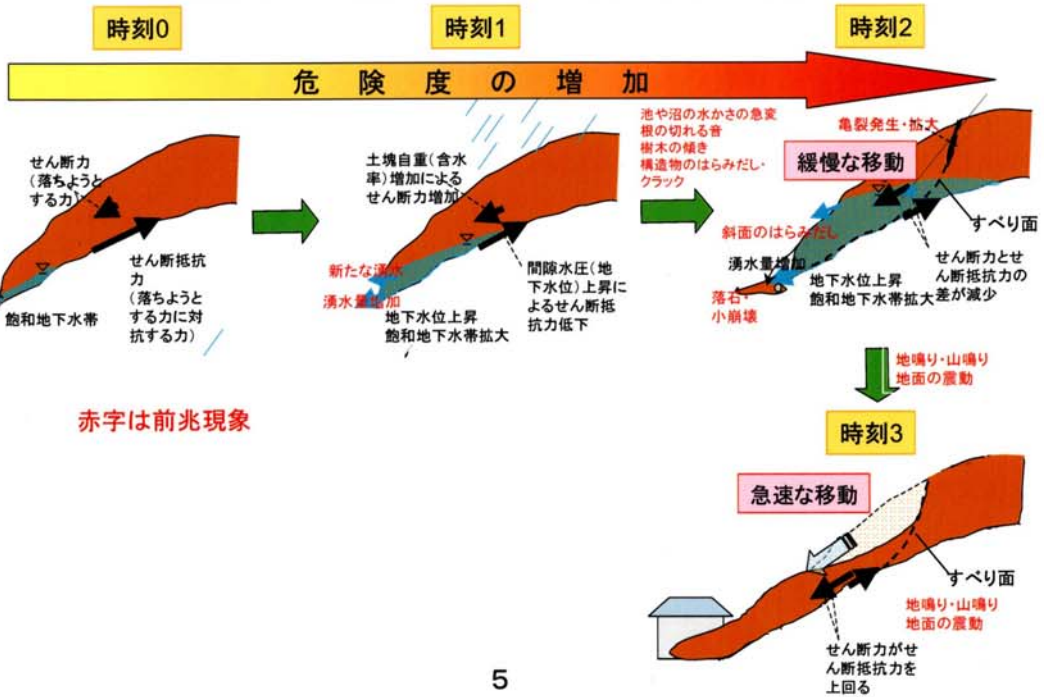 時刻0
時刻1
時刻2
危険度の増加
せん断力
(落ちよう
とする力)
せん断抵抗
力
(落ちようと
する力に対
抗する力)
飽和地下水帯
土塊自重(含水
率)増加による
せん断力増加
新たな湧水
湧水量増加
地下水位上昇
飽和地下水帯拡大
間隙水圧(地
下水位)上昇に
よるせん断抵
抗力低下
池や沼の水かさの急変
根の切れる音
樹木の傾き
構造物のはらみだし・
クラック
亀裂発生・拡大
緩慢な移動
すべり面
斜面のはらみだし
湧水量増加
地下水位上昇
飽和地下水帯拡大
せん断力とせ
ん断抵抗力の
差が減少
落石・
小崩壊
地鳴り・山鳴り
地面の震動
赤字は前兆現象
時刻3
急速な移動
すべり面
地鳴り・山鳴り
地面の震動
せん断力がせ
ん断抵抗力を
上回る
5